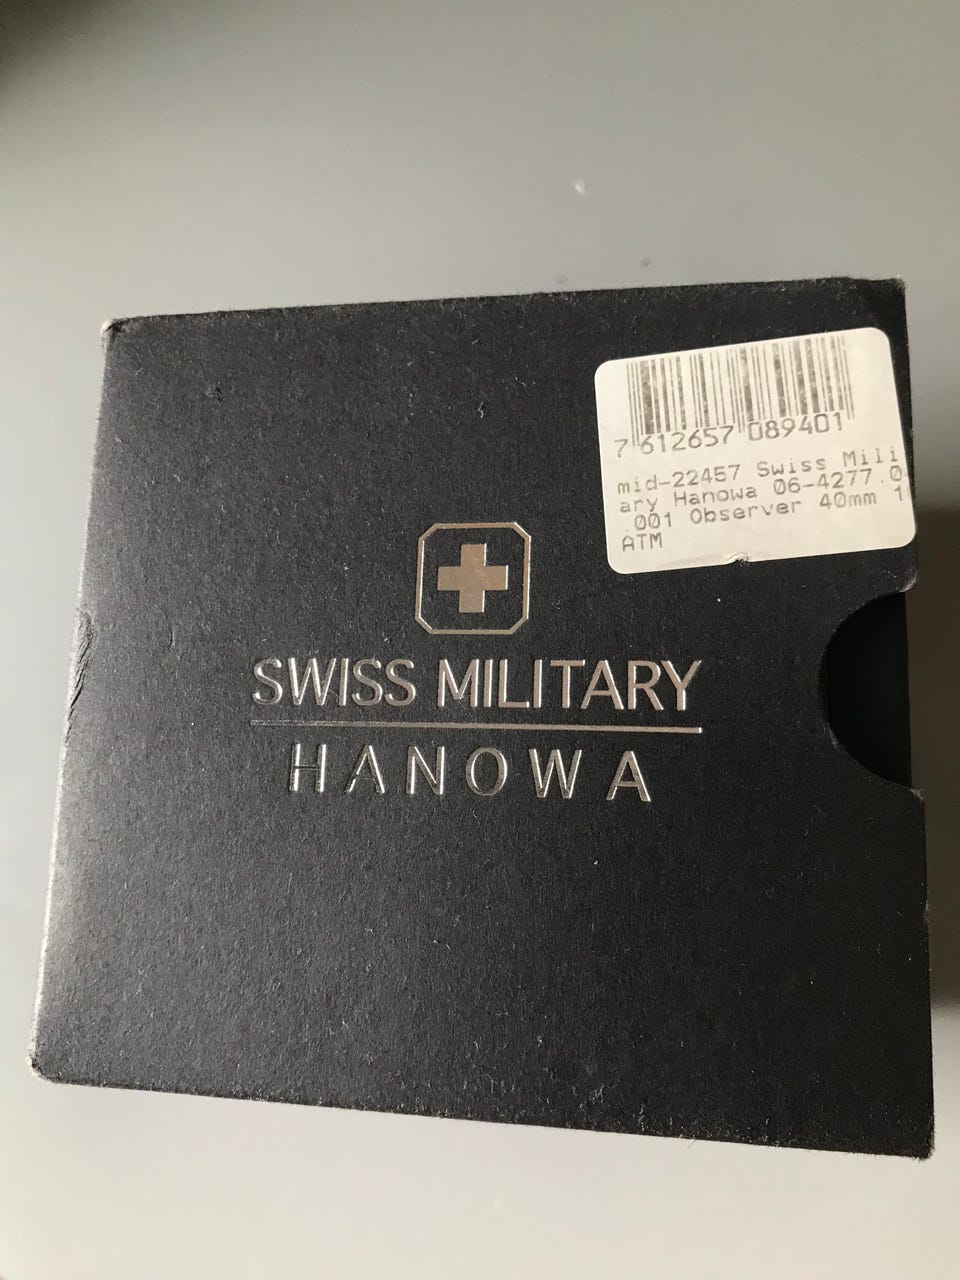 7 612657 089401
mid-22457 Swiss Mili
ary Hanowa 06-4277.0
.001 Observer 40mm 1
ATM
SWISS MILITARY
HANOWA